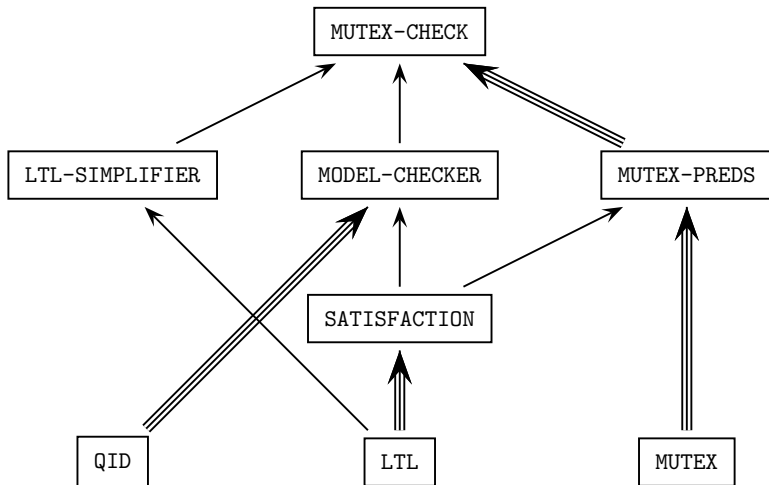 MUTEX-CHECK
LTL-SIMPLIFIER
MODEL-CHECKER
MUTEX-PREDS
SATISFACTION
QID
LTL
MUTEX